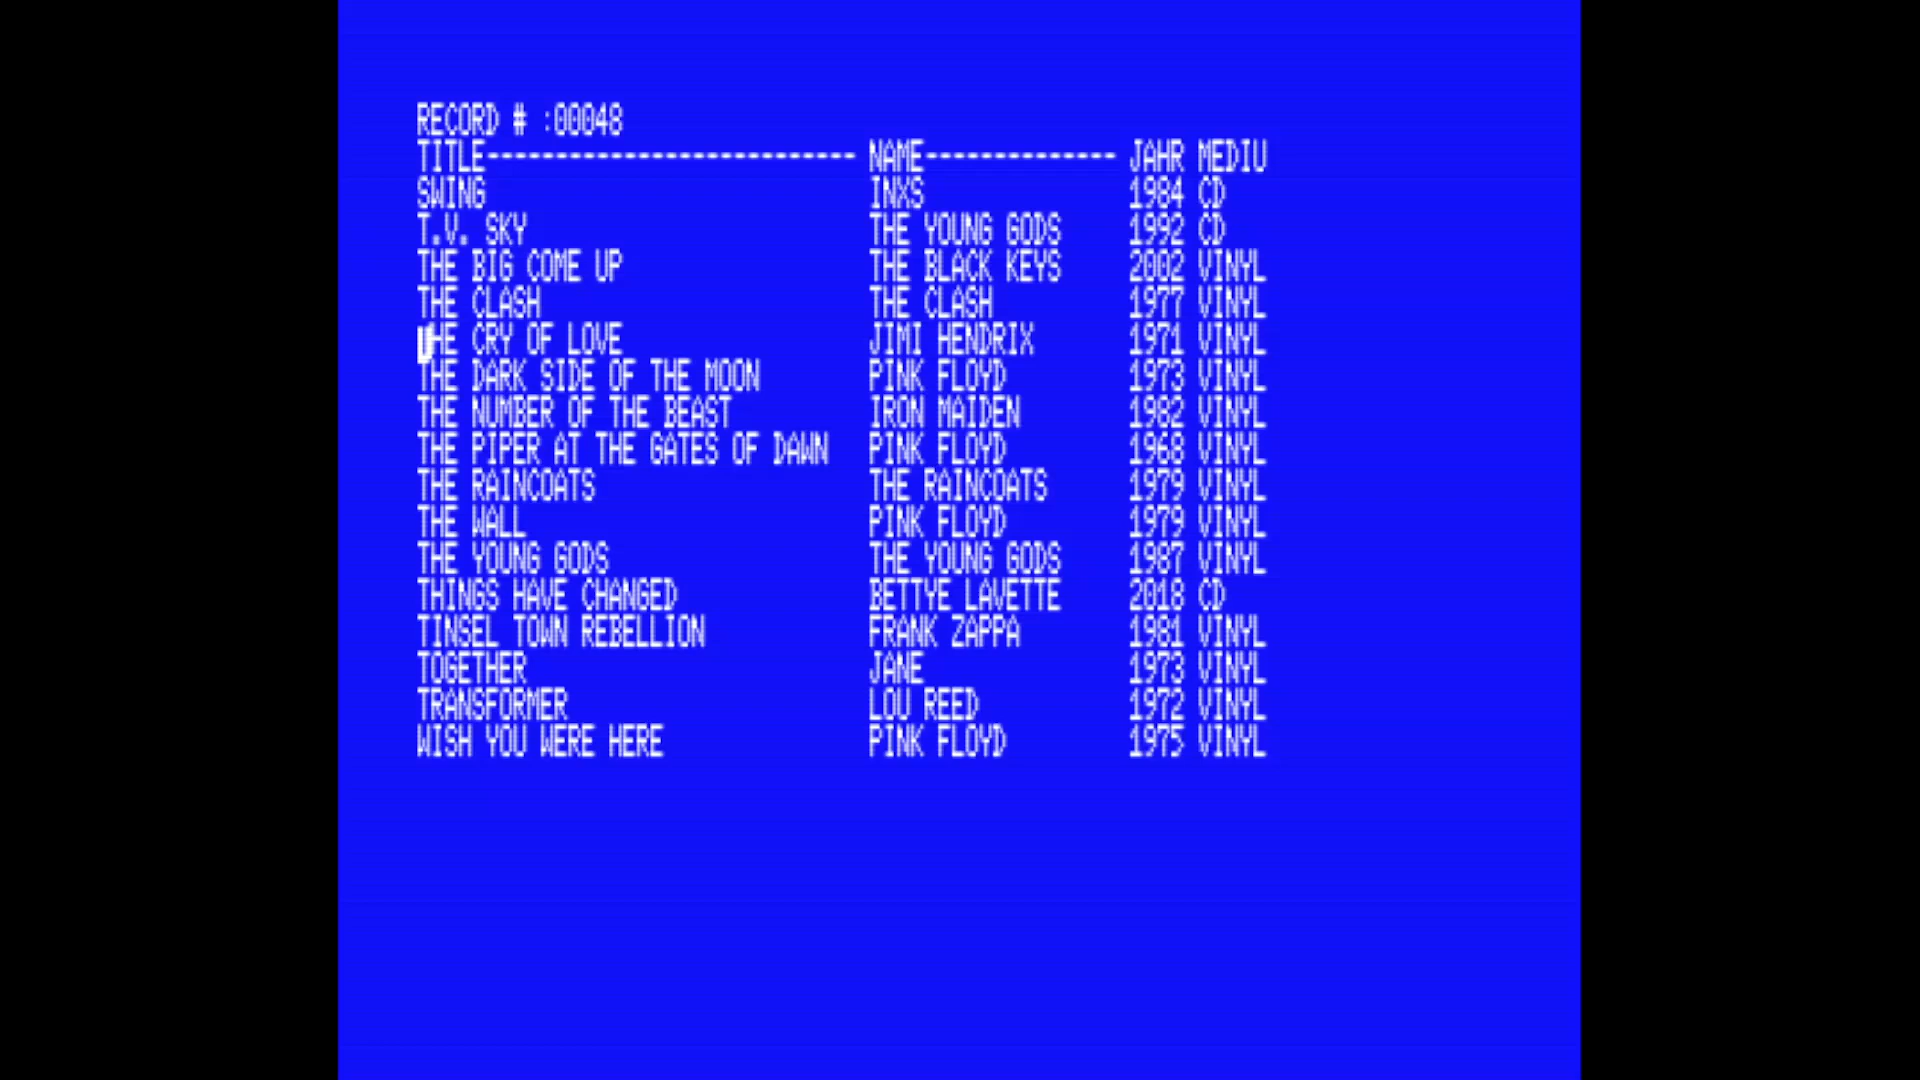 RECORD # :00048
TITLE--------------------------- NAME-------------- JAHR MEDIU
SWING INXS 1984 CD
T.V. SKY THE YOUNG GODS 1992 CD
THE BIG COME UP THE BLACK KEYS 2002 VINYL
THE CLASH THE CLASH 1977 VINYL
THE CRY OF LOVE JIMI HENDRIX 1971 VINYL
THE DARK SIDE OF THE MOON PINK FLOYD 1973 VINYL
THE NUMBER OF THE BEAST IRON MAIDEN 1982 VINYL
THE PIPER AT THE GATES OF DAWN PINK FLOYD 1968 VINYL
THE RAINCOATS THE RAINCOATS 1979 VINYL
THE WALL PINK FLOYD 1979 VINYL
THE YOUNG GODS THE YOUNG GODS 1987 VINYL
THINGS HAVE CHANGED BETTYE LAVETTE 2018 CD
TINSEL TOWN REBELLION FRANK ZAPPA 1981 VINYL
TOGETHER JANE 1973 VINYL
TRANSFORMER LOU REED 1972 VINYL
WISH YOU WERE HERE PINK FLOYD 1975 VINYL